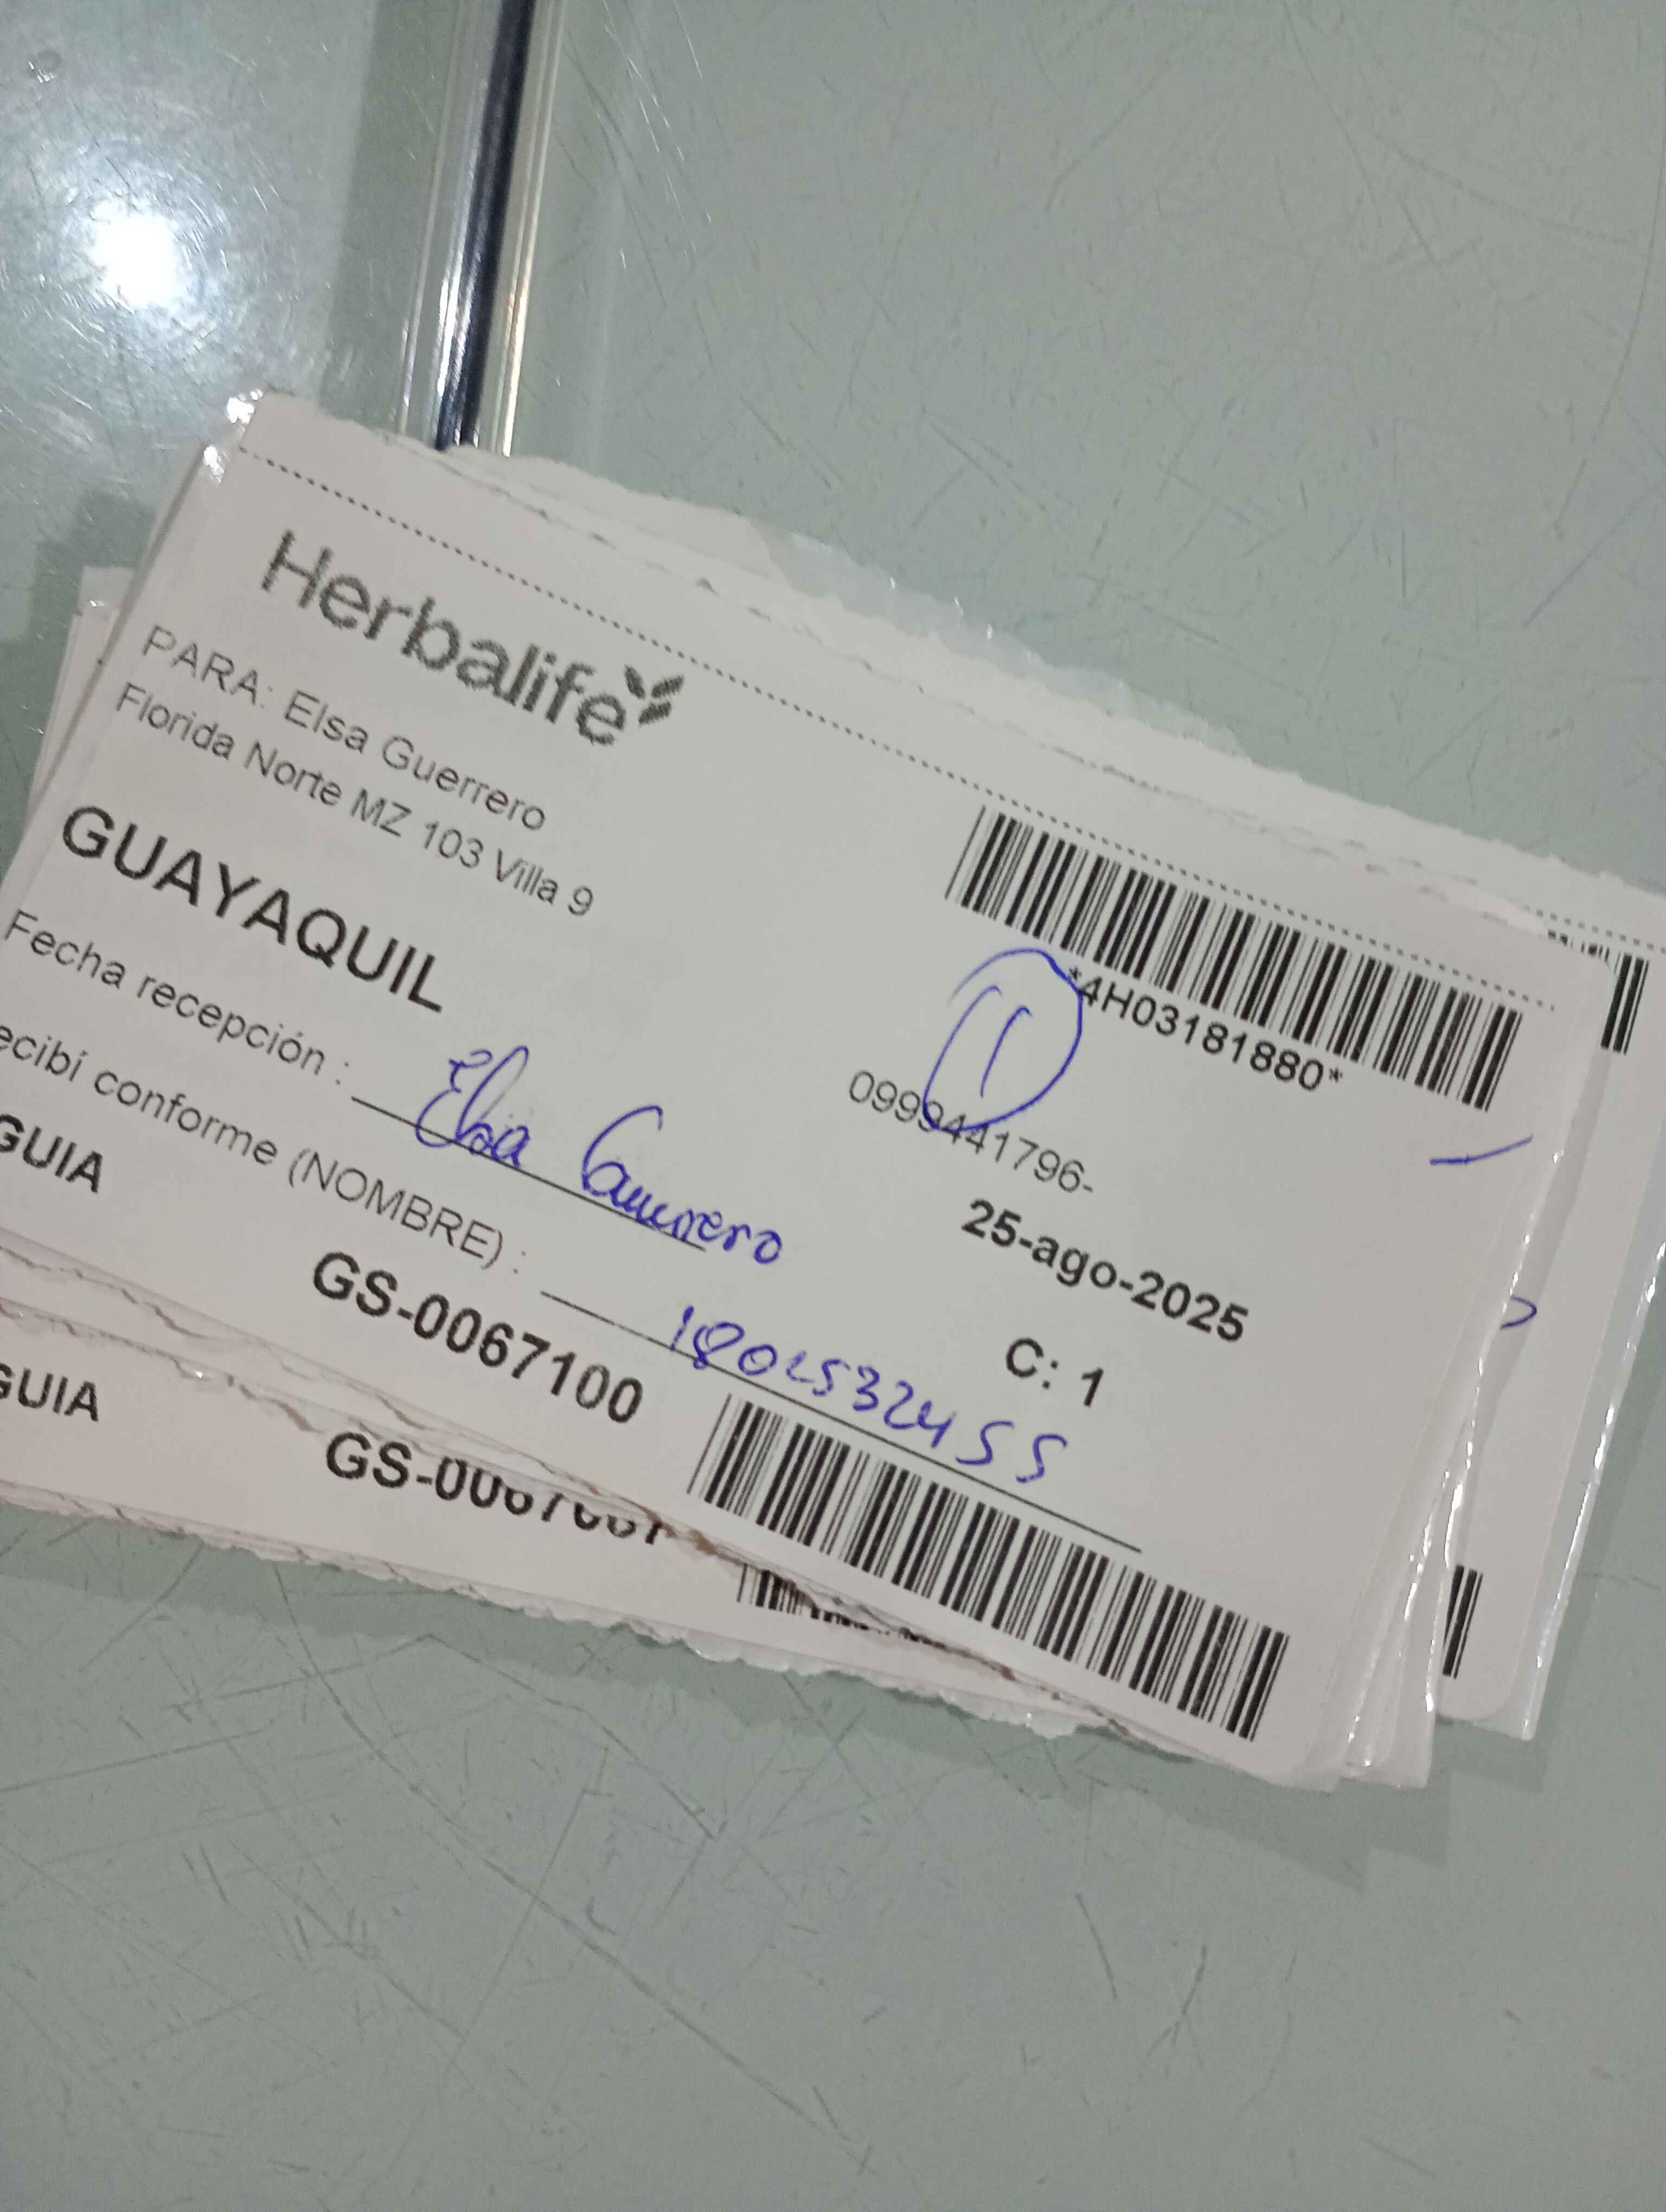 Herbalife
PARA: Elsa Guerrero
Florida Norte MZ 103 Villa 9
GUAYAQUIL
*4H03181880*
11
0999441796-
25-ago-2025
Fecha recepción : Elsa Guerrero
ecibí conforme (NOMBRE) : 1802532455
C: 1
GUIA GS-0067100
GUIA